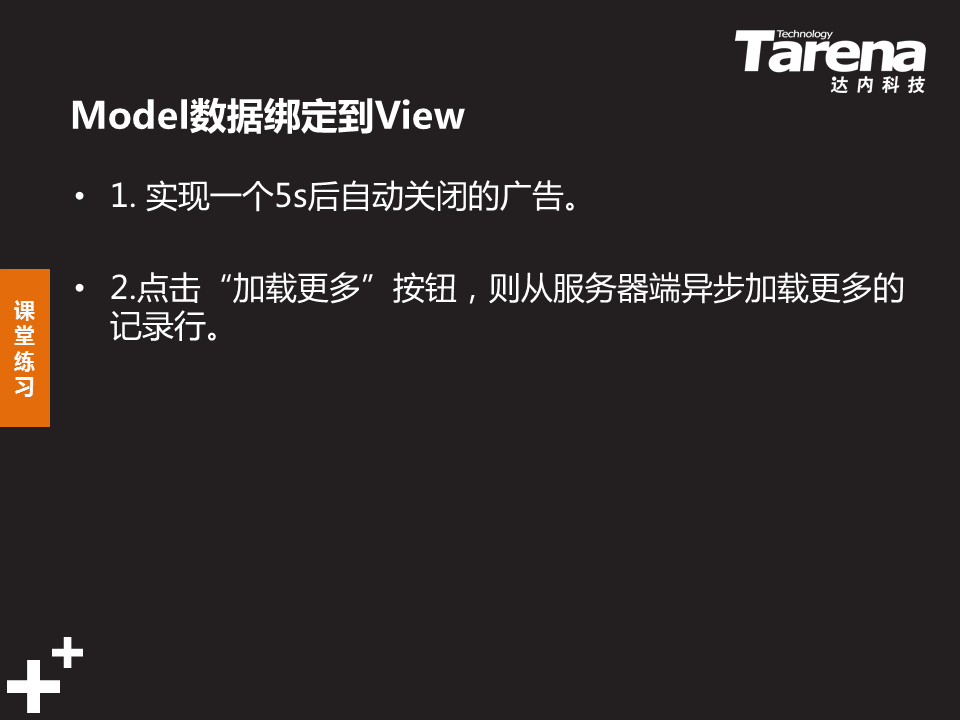 Technology
Tarena
达内科技
Model数据绑定到View
• 1. 实现一个5s后自动关闭的广告。
• 2.点击“加载更多”按钮，则从服务器端异步加载更多的
记录行。
课
堂
练
习